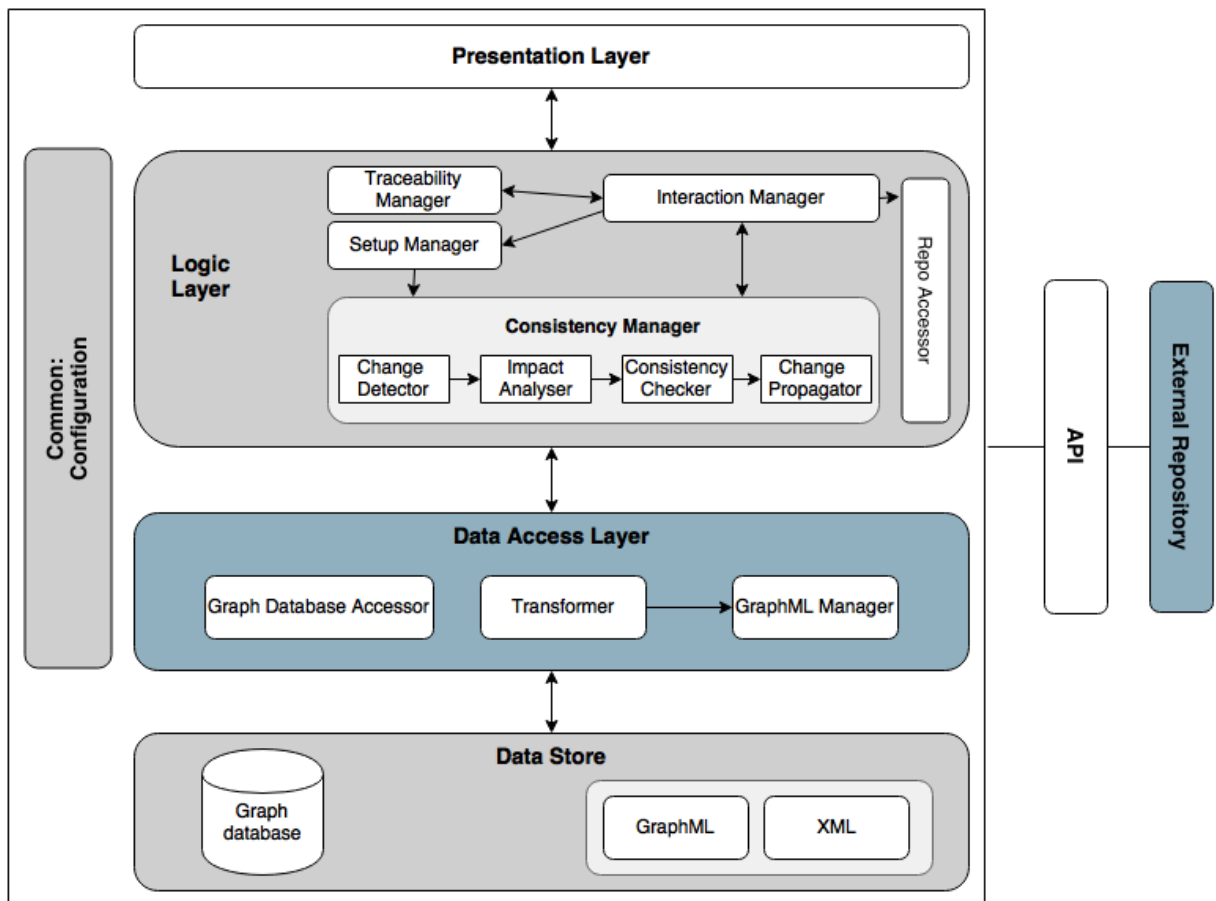 Presentation Layer
Common:
Configuration
Logic
Layer
Traceability
Manager
Interaction Manager
Setup Manager
Repo Accessor
Consistency Manager
Change
Detector
Impact
Analyser
Consistency
Checker
Change
Propagator
API
External Repository
Data Access Layer
Graph Database Accessor
Transformer
GraphML Manager
Data Store
Graph
database
GraphML
XML